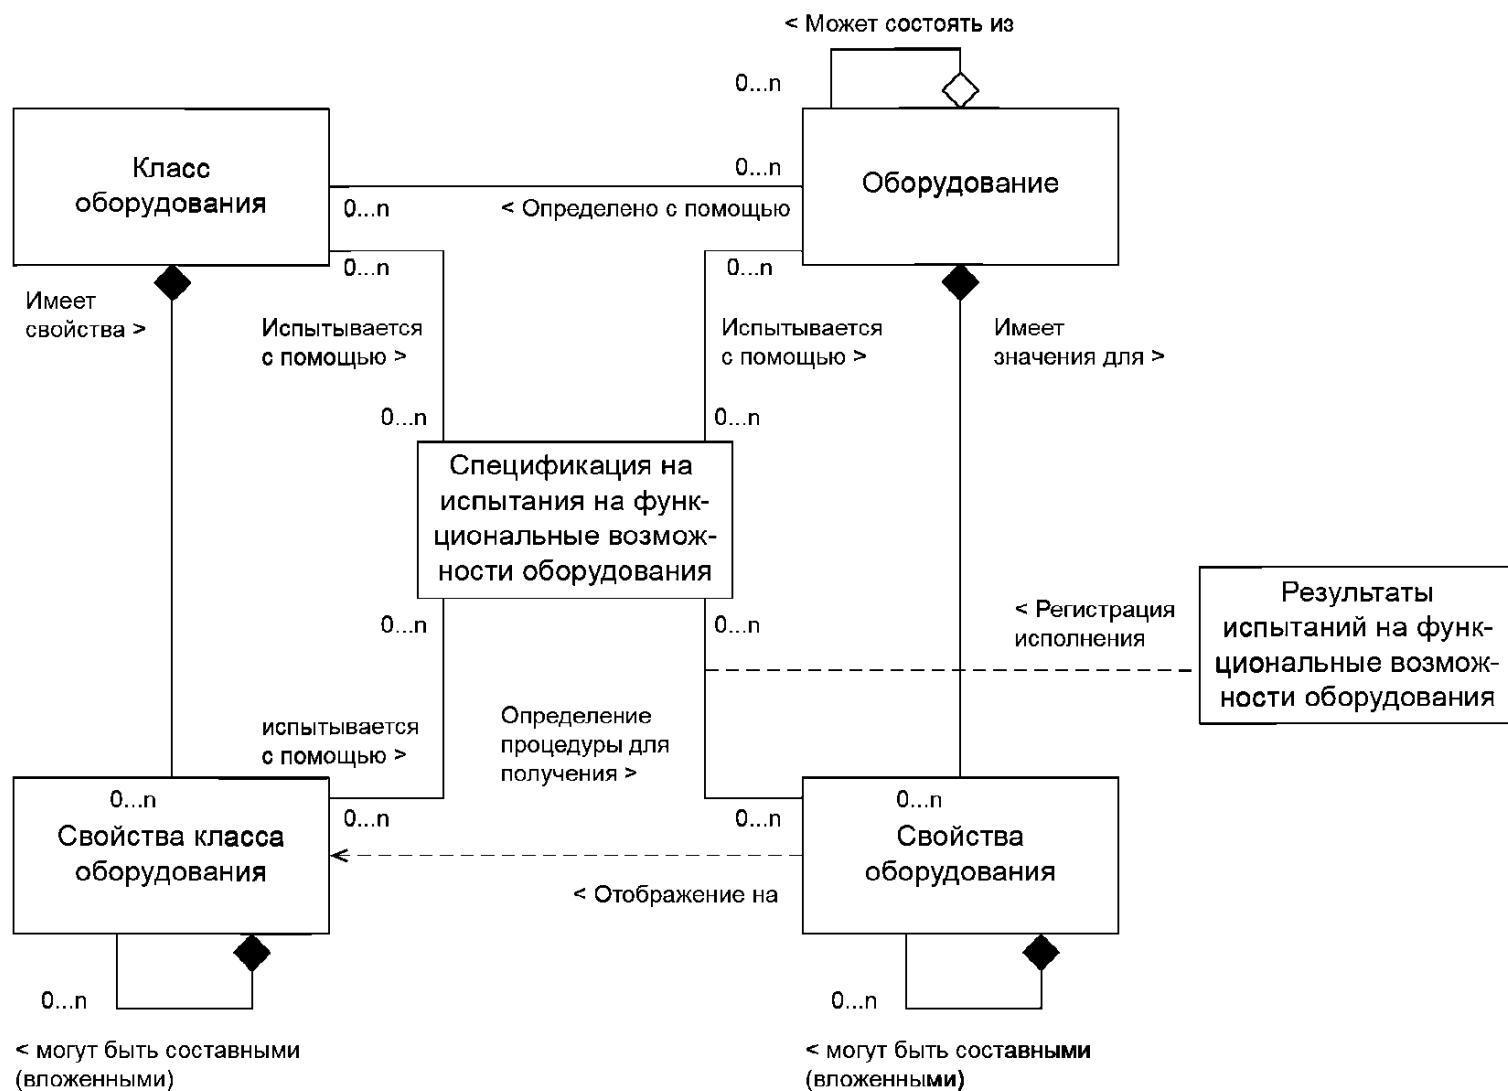 < Может состоять из
0...n
Класс
оборудования
0...n
Оборудование
0...n
< Определено с помощью
0...n
0...n
Имеет
свойства >
Испытывается
с помощью >
Испытывается
с помощью >
Имеет
значения для >
0...n
0...n
Спецификация на
испытания на функ-
циональные возмож-
ности оборудования
0...n
0...n
< Регистрация
исполнения
Результаты
испытаний на функ-
циональные возмож-
ности оборудования
испытывается
с помощью >
Определение
процедуры для
получения >
0...n
Свойства класса
оборудования
0...n
0...n
0...n
Свойства
оборудования
< Отображение на
0...n
0...n
< могут быть составными
(вложенными)
< могут быть составными
(вложенными)